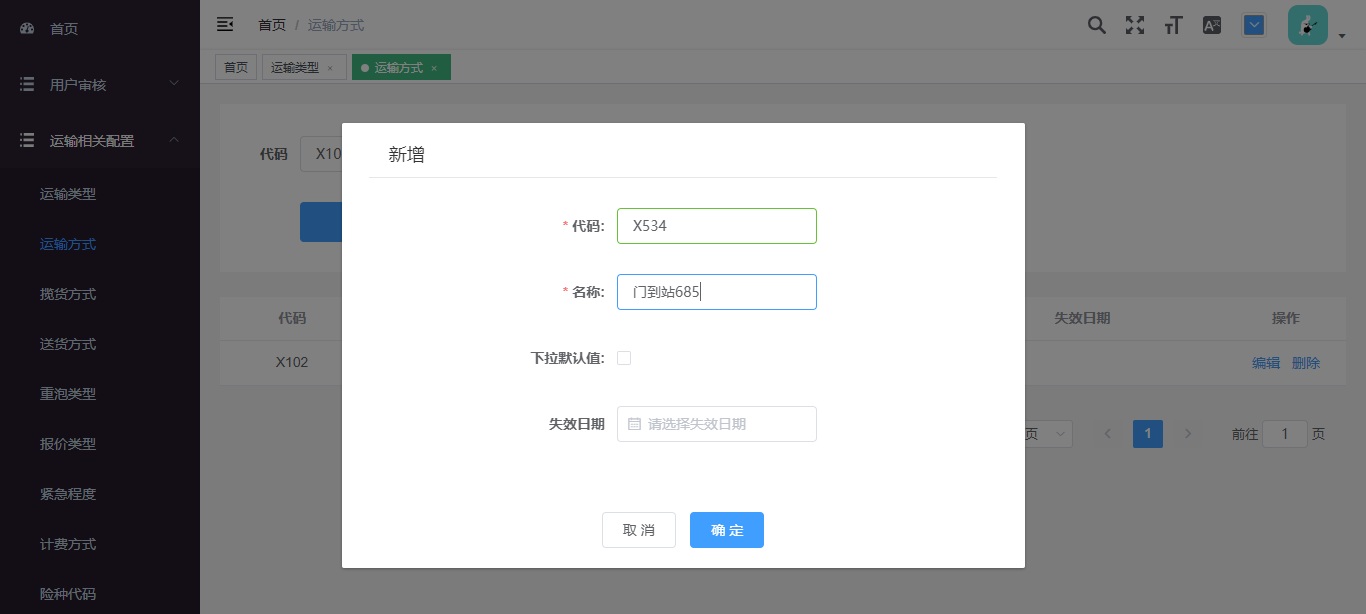 首页
用户审核
运输相关配置
运输类型
运输方式
揽货方式
送货方式
重泡类型
报价类型
紧急程度
计费方式
险种代码
首页 / 运输方式
首页 运输类型 × 运输方式 ×
代码 X10
新增
* 代码: X534
* 名称: 门到站685
下拉默认值:
失效日期 请选择失效日期
取 消 确 定
代码 失效日期 操作
X102 编辑 删除
页 1 前往 1 页